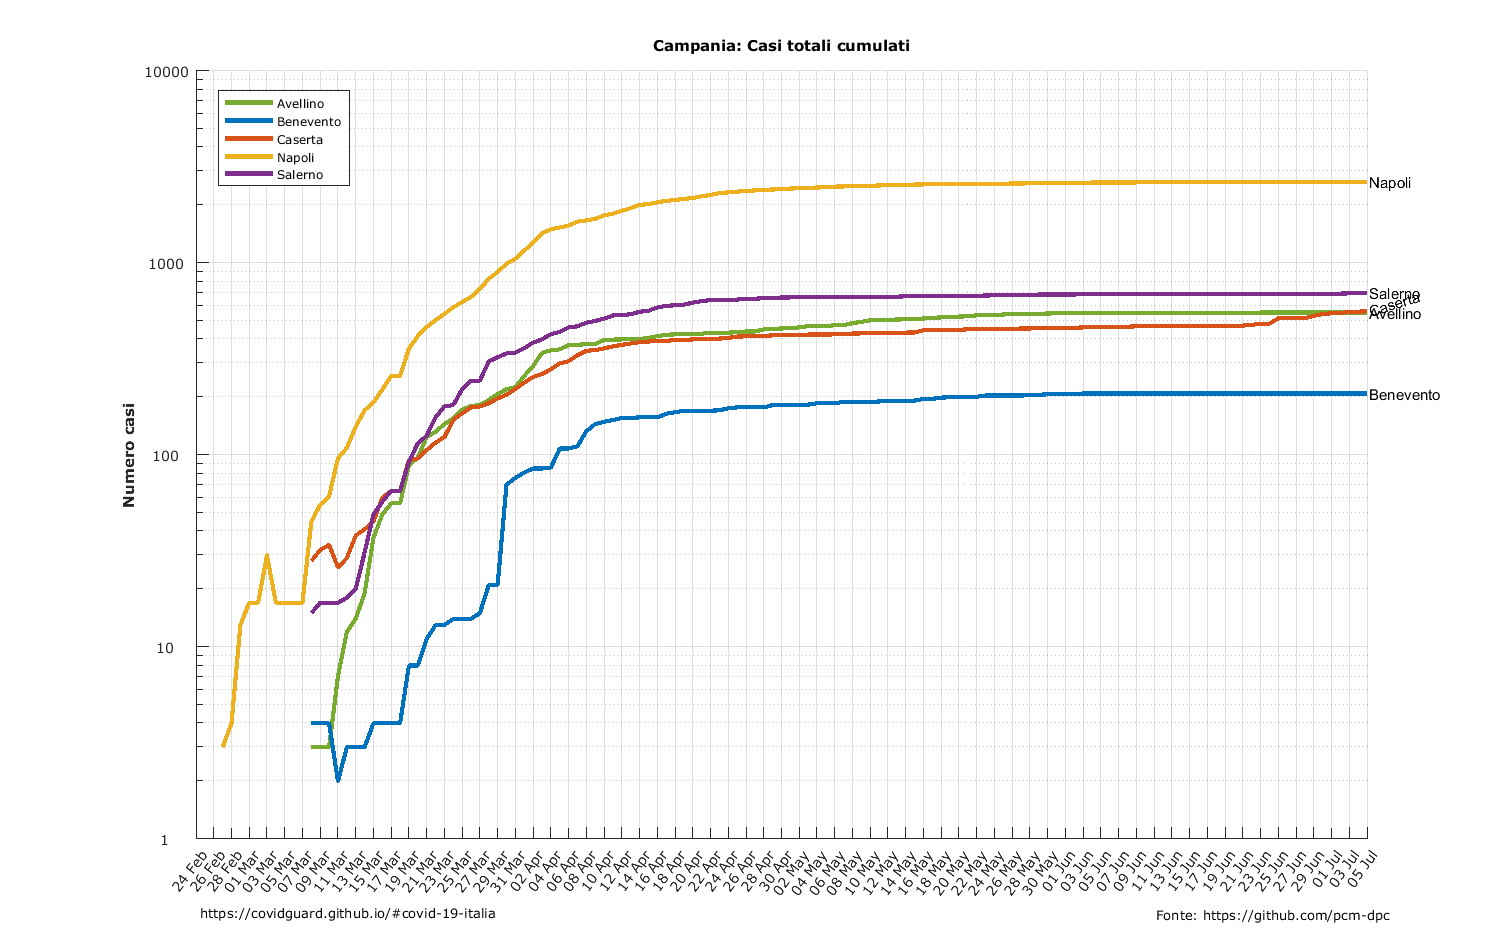 Campania: Casi totali cumulati
10000
1000
100
10
1
Numero casi
Avellino
Benevento
Caserta
Napoli
Salerno
Napoli
Salerno
Caserta
Avellino
Benevento
24 Feb
26 Feb
28 Feb
01 Mar
03 Mar
05 Mar
07 Mar
09 Mar
11 Mar
13 Mar
15 Mar
17 Mar
19 Mar
21 Mar
23 Mar
25 Mar
27 Mar
29 Mar
31 Mar
02 Apr
04 Apr
06 Apr
08 Apr
10 Apr
12 Apr
14 Apr
16 Apr
18 Apr
20 Apr
22 Apr
24 Apr
26 Apr
28 Apr
30 Apr
02 May
04 May
06 May
08 May
10 May
12 May
14 May
16 May
18 May
20 May
22 May
24 May
26 May
28 May
30 May
01 Jun
03 Jun
05 Jun
07 Jun
09 Jun
11 Jun
13 Jun
15 Jun
17 Jun
19 Jun
21 Jun
23 Jun
25 Jun
27 Jun
29 Jun
01 Jul
03 Jul
05 Jul
https://covidguard.github.io/#covid-19-italia
Fonte: https://github.com/pcm-dpc